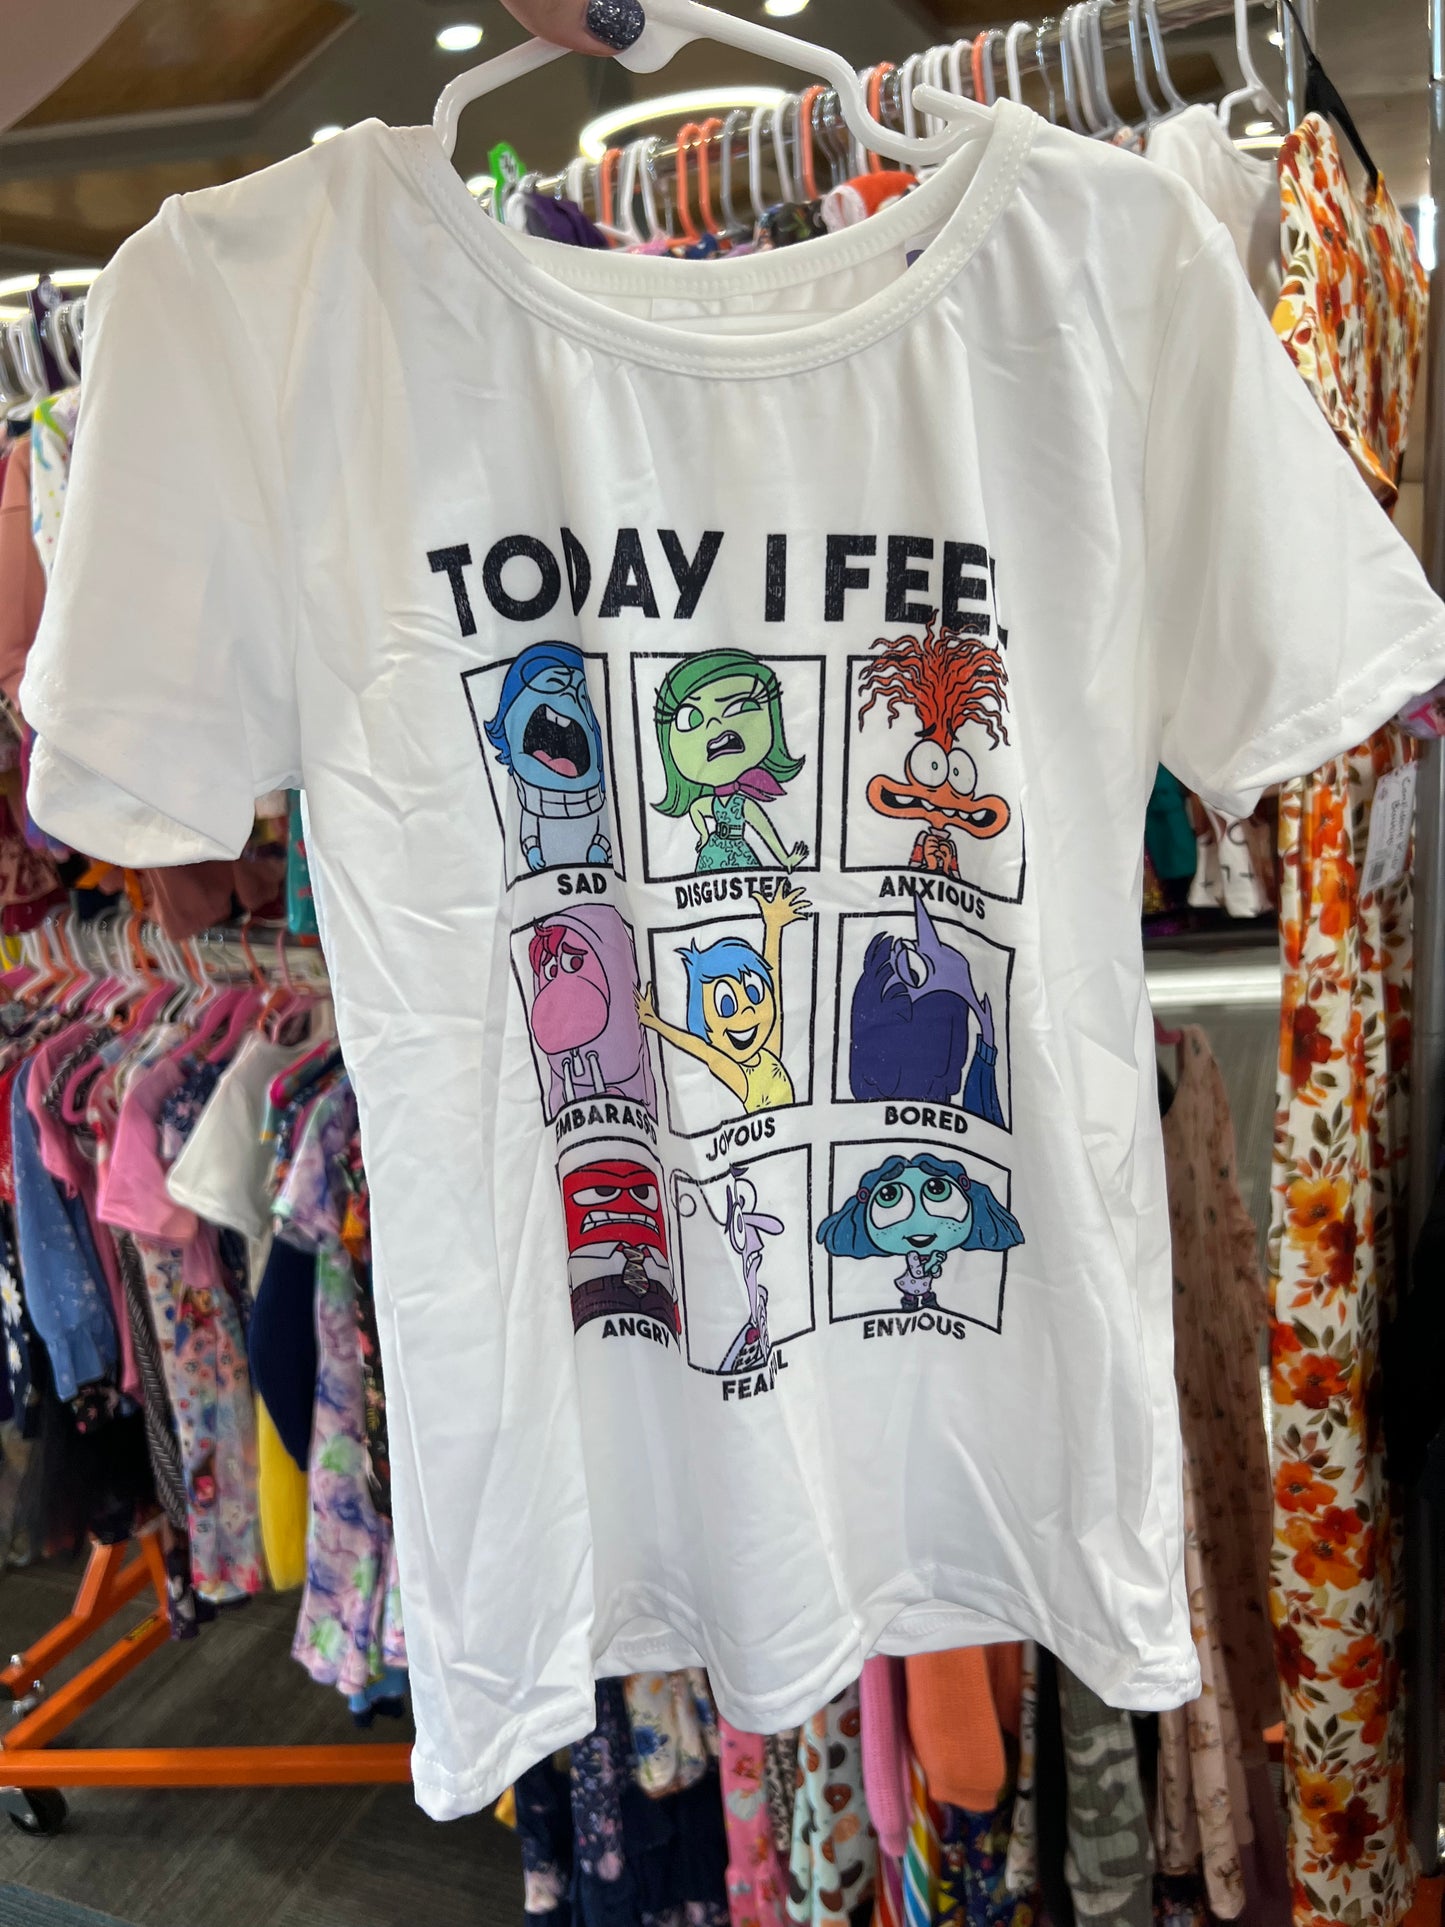 TODAY I FEEL
SAD DISGUSTED ANXIOUS
EMBARASSED JOYOUS BORED
ANGRY FEARFUL ENVIOUS